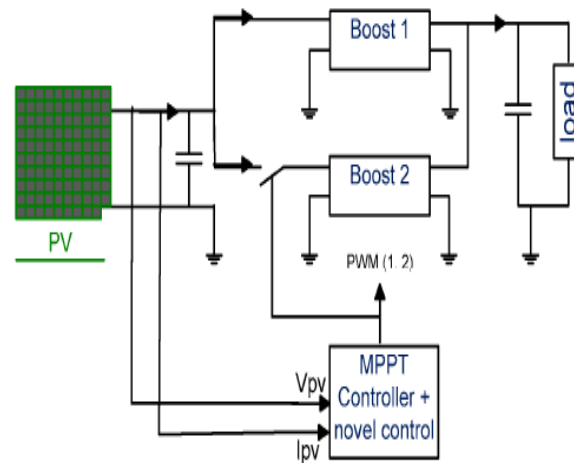 Boost 1
load
Boost 2
PV
PWM (1, 2)
MPPT
Controller +
novel control
Vpv
Ipv